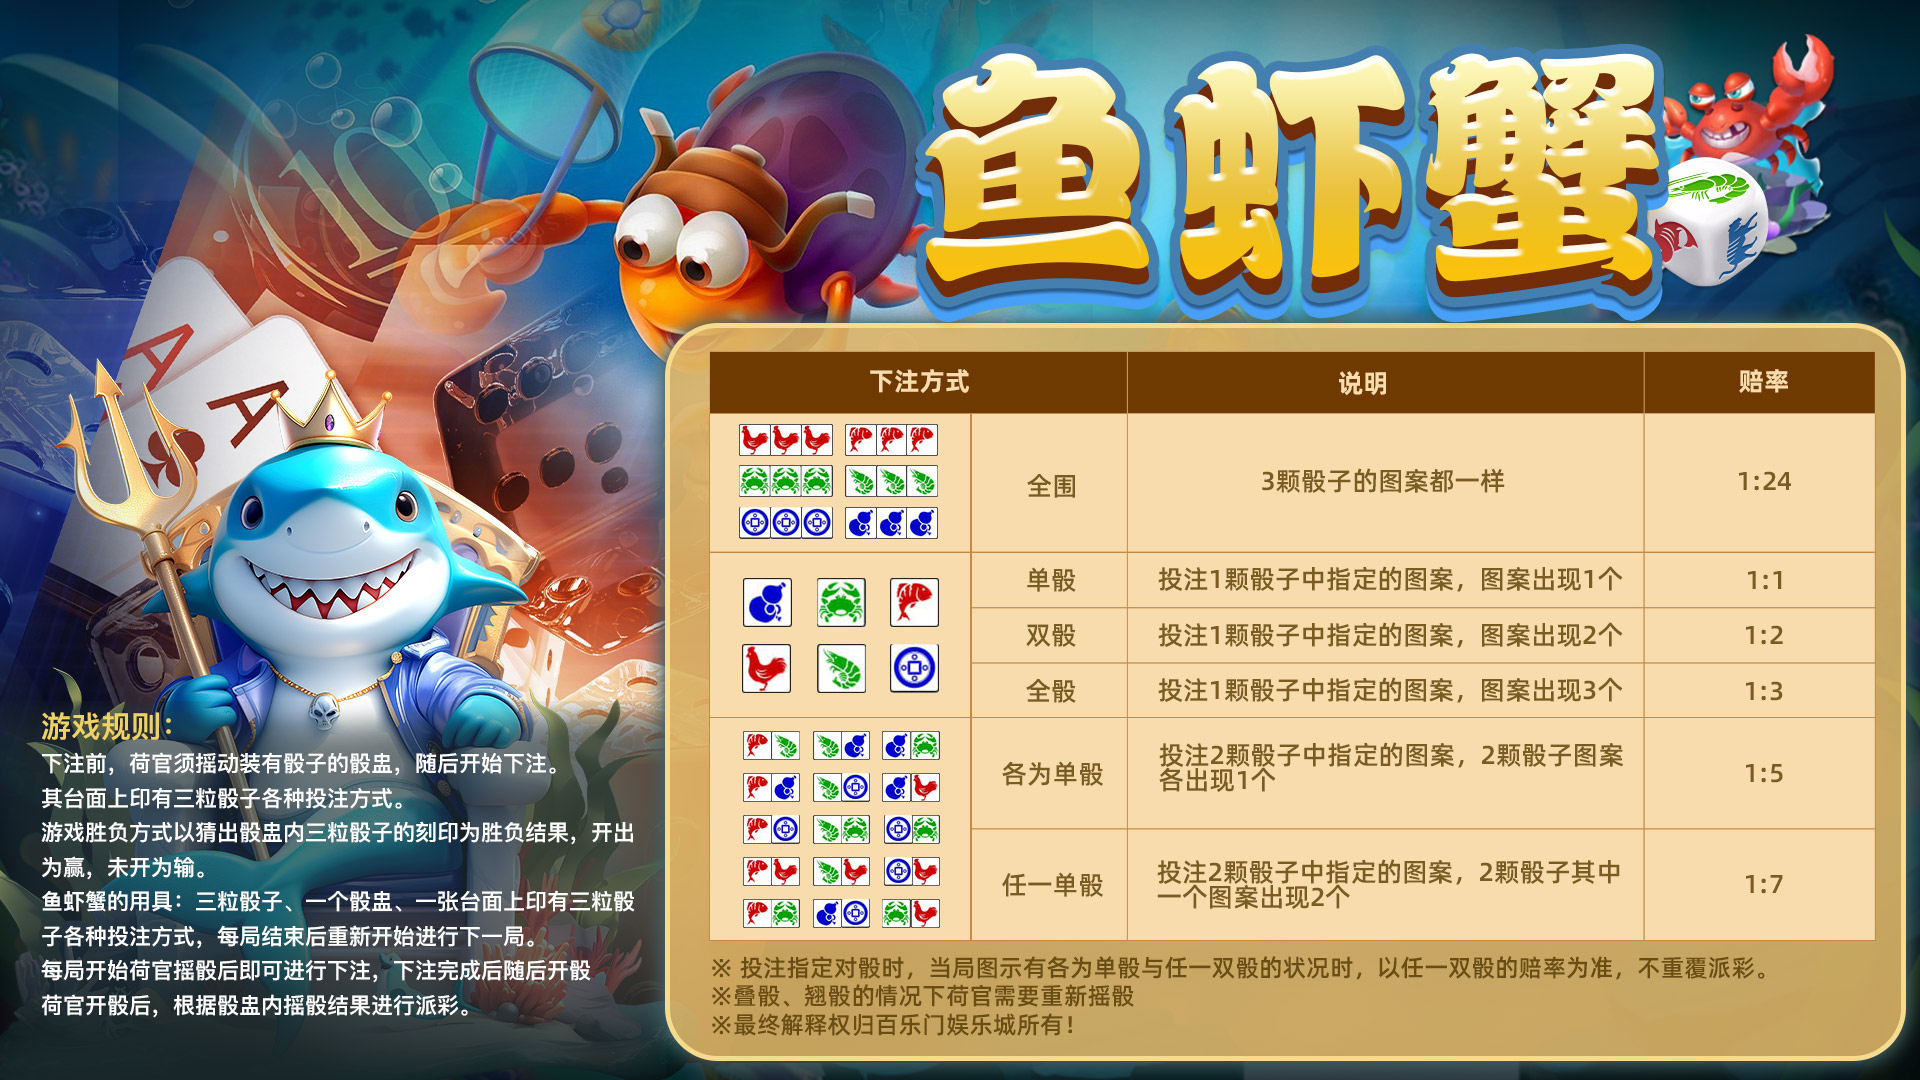 鱼虾蟹
下注方式 说明 赔率
全围 3颗骰子的图案都一样 1:24
单骰 投注1颗骰子中指定的图案，图案出现1个 1:1
双骰 投注1颗骰子中指定的图案，图案出现2个 1:2
全骰 投注1颗骰子中指定的图案，图案出现3个 1:3
各为单骰 投注2颗骰子中指定的图案，2颗骰子图案
各出现1个 1:5
任一单骰 投注2颗骰子中指定的图案，2颗骰子其中
一个图案出现2个 1:7
※ 投注指定对骰时，当局图示有各为单骰与任一双骰的状况时，以任一双骰的赔率为准，不重覆派彩。
※叠骰、翘骰的情况下荷官需要重新摇骰
※最终解释权归百乐门娱乐城所有！
游戏规则：
下注前，荷官须摇动装有骰子的骰盅，随后开始下注。
其台面上印有三粒骰子各种投注方式。
游戏胜负方式以猜出骰盅内三粒骰子的刻印为胜负结果，开出
为赢，未开为输。
鱼虾蟹的用具：三粒骰子、一个骰盅、一张台面上印有三粒骰
子各种投注方式，每局结束后重新开始进行下一局。
每局开始荷官摇骰后即可进行下注，下注完成后随后开骰
荷官开骰后，根据骰盅内摇骰结果进行派彩。
A
A
10